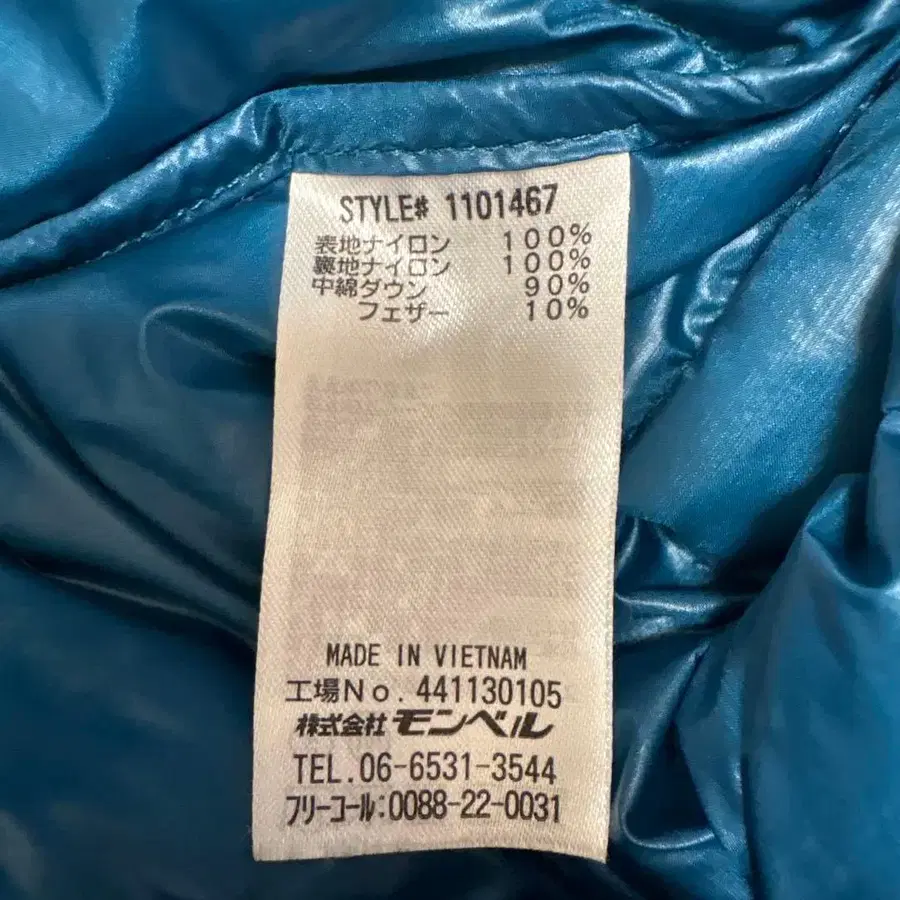 STYLE# 1101467
表地ナイロン 100%
裏地ナイロン 100%
中綿ダウン 90%
フェザー 10%
MADE IN VIETNAM
工場No. 441130105
株式会社 モンベル
TEL.06-6531-3544
フリーコール:0088-22-0031